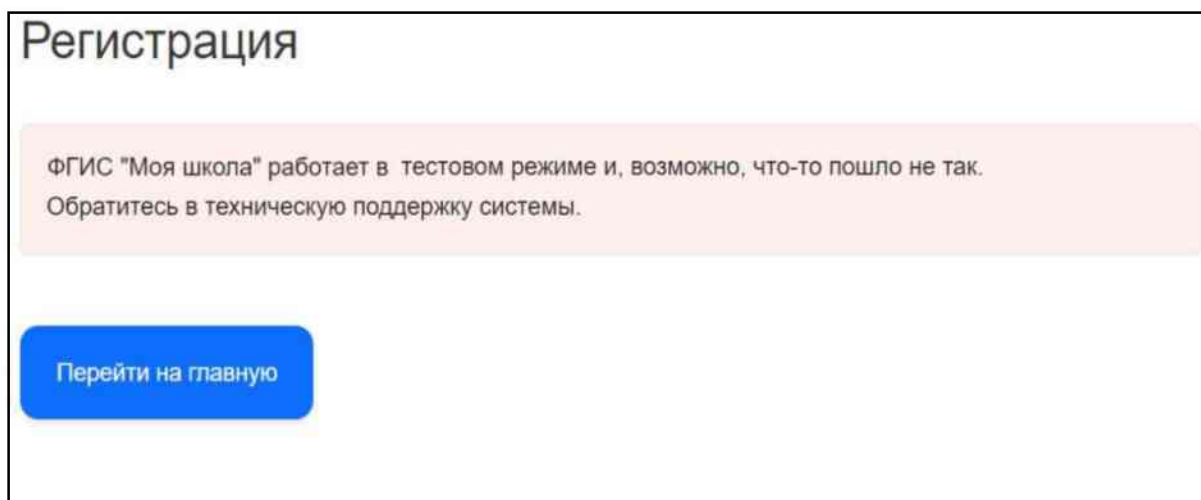 Регистрация
ФГИС "Моя школа" работает в тестовом режиме и, возможно, что-то пошло не так.
Обратитесь в техническую поддержку системы.
Перейти на главную